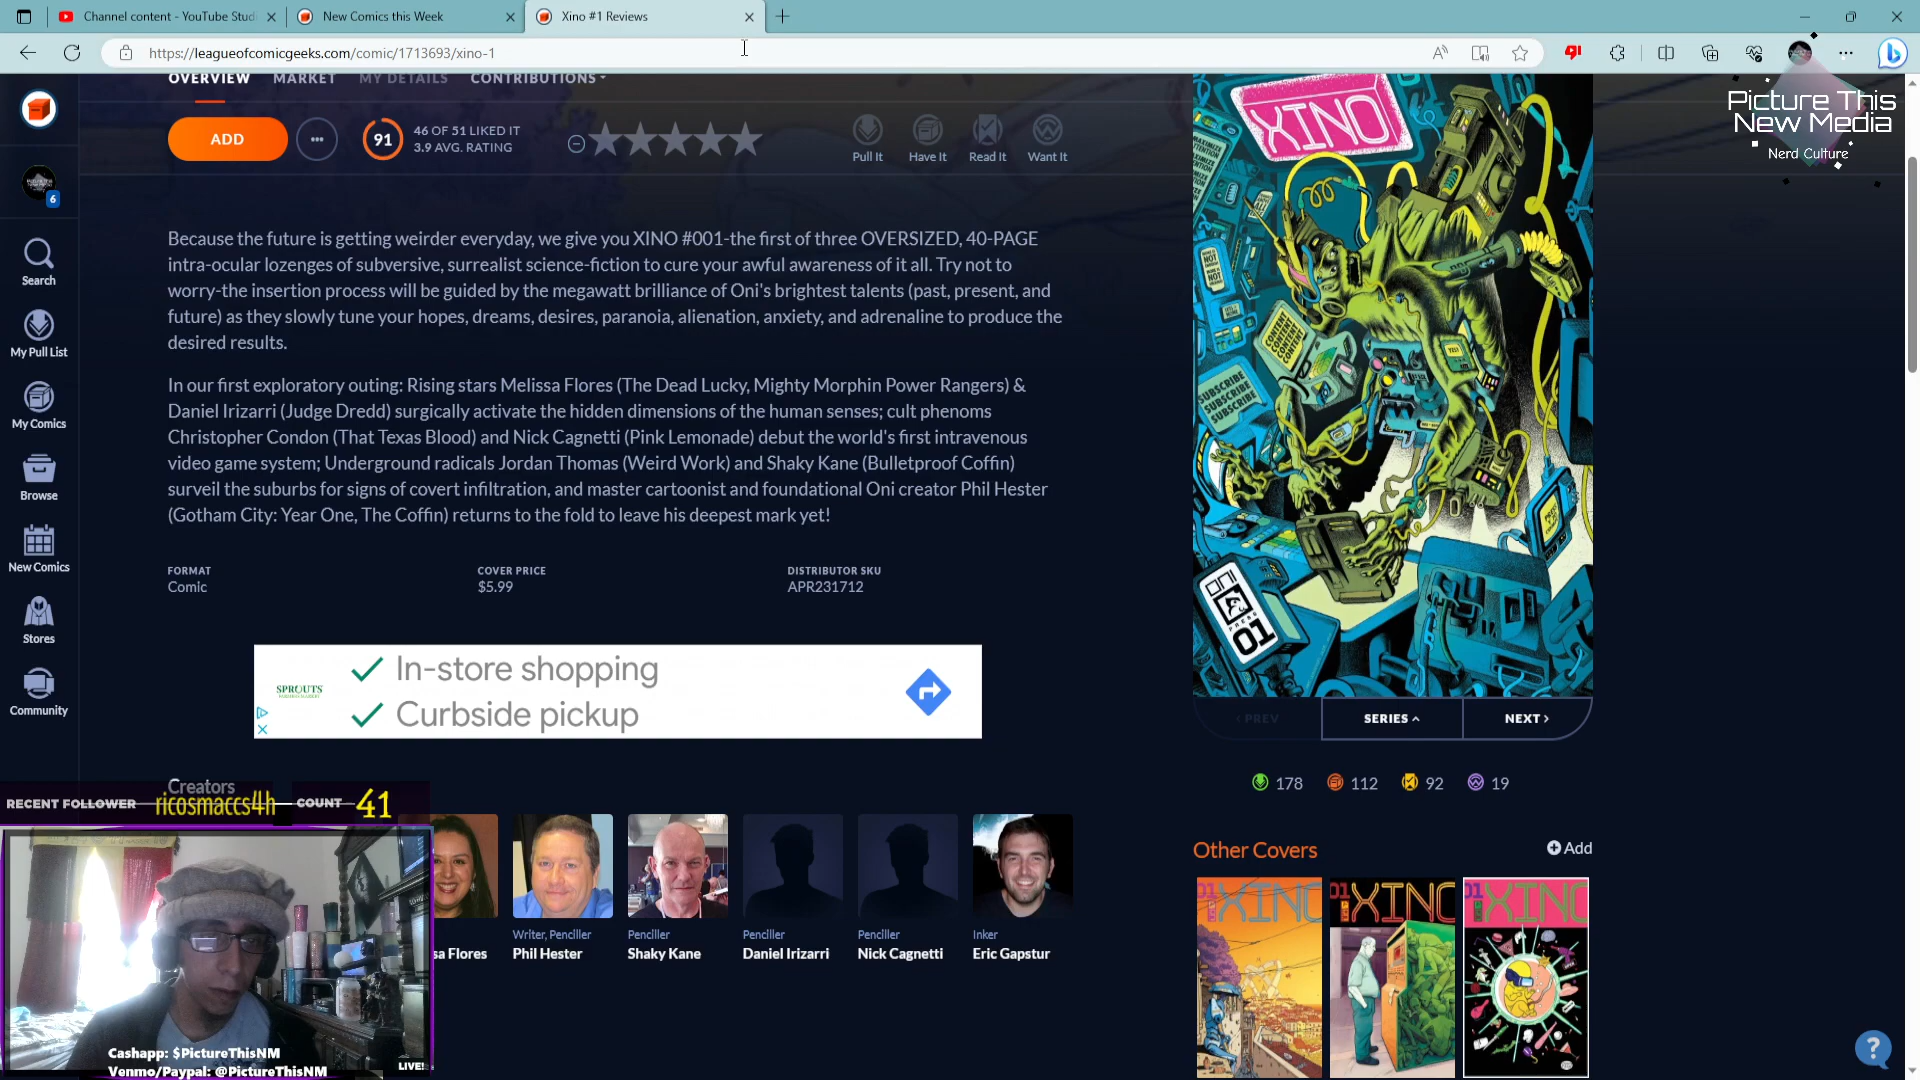 Channel content - YouTube Stud
New Comics this Week
Xino #1 Reviews
https://leagueofcomicgeeks.com/comic/1713693/xino-1
OVERVIEW MARKET MY DETAILS CONTRIBUTIONS
ADD
91
46 OF 51 LIKED IT
3.9 AVG. RATING
Pull It
Have It
Read It
Want It
Picture This
New Media
Nerd Culture
6
Search
My Pull List
My Comics
Browse
New Comics
Stores
Community
Because the future is getting weirder everyday, we give you XINO #001-the first of three OVERSIZED, 40-PAGE
intra-ocular lozenges of subversive, surrealist science-fiction to cure your awful awareness of it all. Try not to
worry-the insertion process will be guided by the megawatt brilliance of Oni's brightest talents (past, present, and
future) as they slowly tune your hopes, dreams, desires, paranoia, alienation, anxiety, and adrenaline to produce the
desired results.
In our first exploratory outing: Rising stars Melissa Flores (The Dead Lucky, Mighty Morphin Power Rangers) &
Daniel Irizarri (Judge Dredd) surgically activate the hidden dimensions of the human senses; cult phenoms
Christopher Condon (That Texas Blood) and Nick Cagnetti (Pink Lemonade) debut the world's first intravenous
video game system; Underground radicals Jordan Thomas (Weird Work) and Shaky Kane (Bulletproof Coffin)
surveil the suburbs for signs of covert infiltration, and master cartoonist and foundational Oni creator Phil Hester
(Gotham City: Year One, The Coffin) returns to the fold to leave his deepest mark yet!
FORMAT
Comic
COVER PRICE
$5.99
DISTRIBUTOR SKU
APR231712
SPROUTS
In-store shopping
Curbside pickup
XINO
CONTENT
CONTENT
CONTENT
SUBSCRIBE
SUBSCRIBE
SUBSCRIBE
ONI
PRESS
01
‹ PREV
SERIES
NEXT ›
178
112
92
19
Other Covers
Add
01 XINO
01 XINO
01 XINO
Creators
RECENT FOLLOWER
ricosmaccs4h
COUNT
41
sa Flores
Writer, Penciller
Phil Hester
Penciller
Shaky Kane
Penciller
Daniel Irizarri
Penciller
Nick Cagnetti
Inker
Eric Gapstur
Cashapp: $PictureThisNM
Venmo/Paypal: @PictureThisNM
LIVE!
?